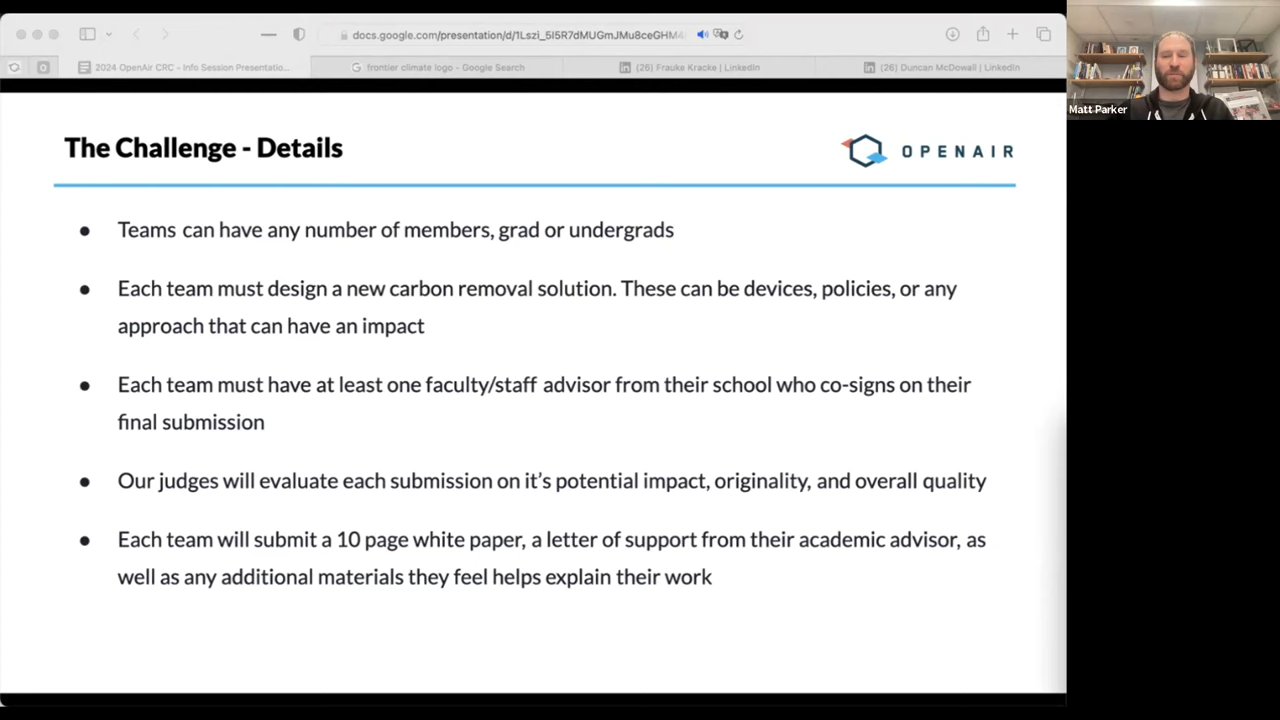 docs.google.com/presentation/d/1Lszi_5I5R7dMUGmJMu8ceGHM4
2024 OpenAir CRC - Info Session Presentatio...
frontier climate logo - Google Search
(26) Frauke Kracke | LinkedIn
(26) Duncan McDowall | LinkedIn
Matt Parker
The Challenge - Details
OPENAIR
● Teams can have any number of members, grad or undergrads
● Each team must design a new carbon removal solution. These can be devices, policies, or any
approach that can have an impact
● Each team must have at least one faculty/staff advisor from their school who co-signs on their
final submission
● Our judges will evaluate each submission on it's potential impact, originality, and overall quality
● Each team will submit a 10 page white paper, a letter of support from their academic advisor, as
well as any additional materials they feel helps explain their work